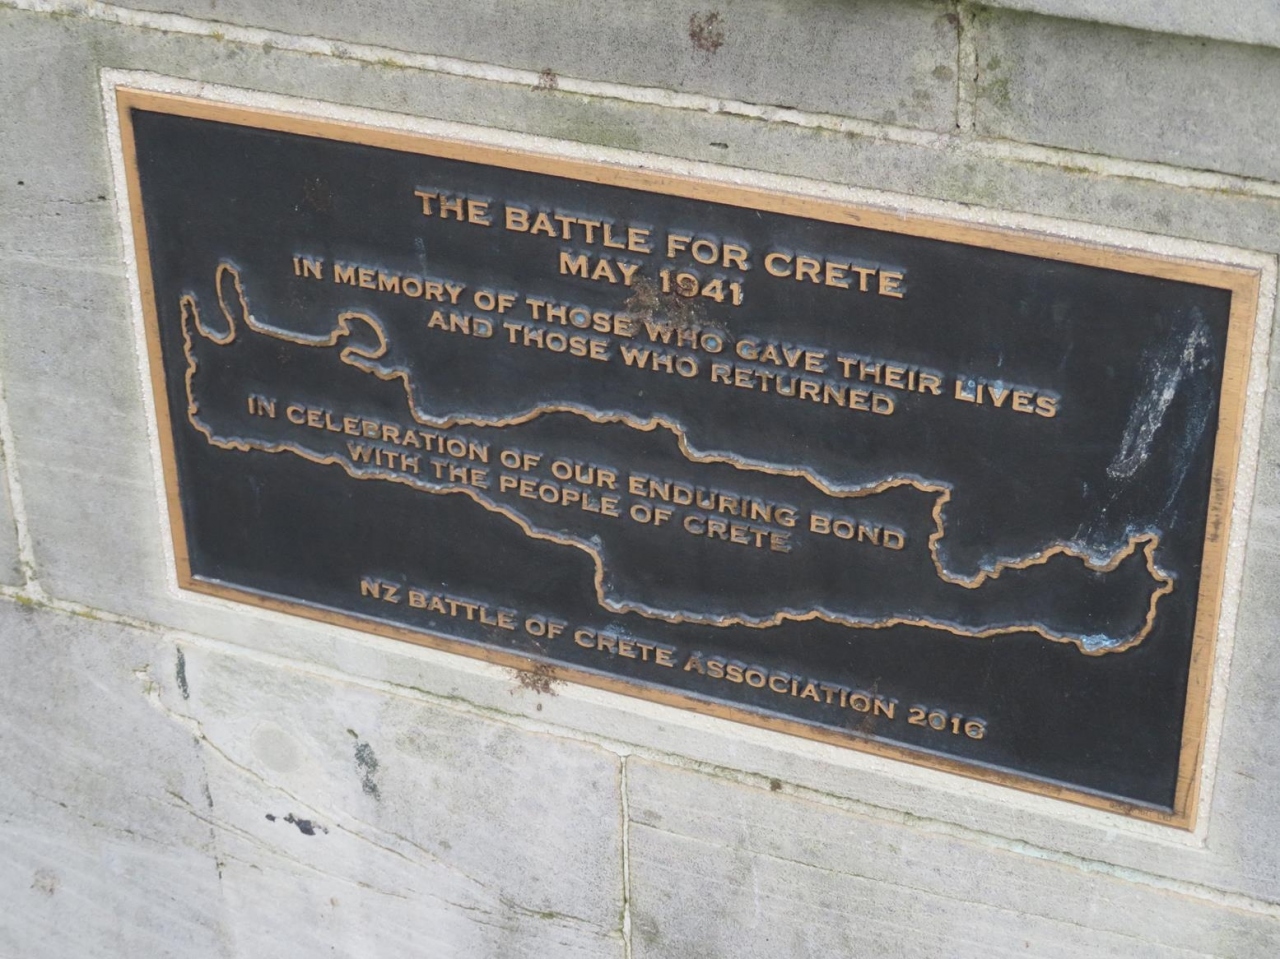 THE BATTLE FOR CRETE
MAY 1941
IN MEMORY OF THOSE WHO GAVE THEIR LIVES
AND THOSE WHO RETURNED
IN CELEBRATION OF OUR ENDURING BOND
WITH THE PEOPLE OF CRETE
NZ BATTLE OF CRETE ASSOCIATION 2016